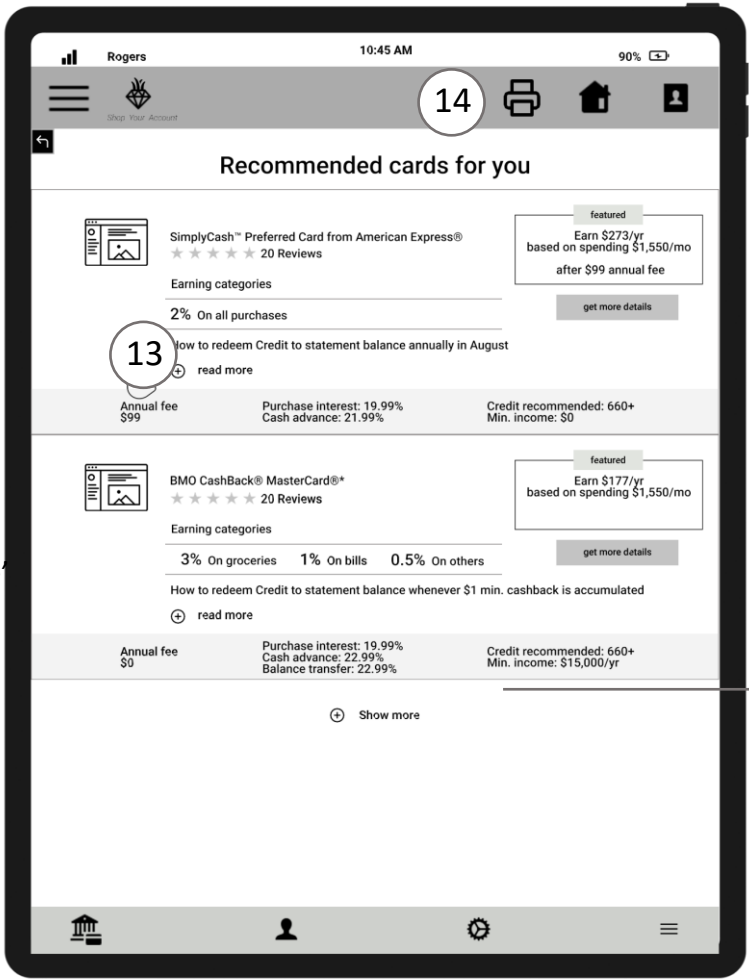 Rogers
10:45 AM
90%
14
Shop Your Account
Recommended cards for you
SimplyCash™ Preferred Card from American Express®
20 Reviews
Earning categories
2% On all purchases
How to redeem Credit to statement balance annually in August
13
read more
featured
Earn $273/yr
based on spending $1,550/mo
after $99 annual fee
get more details
Annual fee
$99
Purchase interest: 19.99%
Cash advance: 21.99%
Credit recommended: 660+
Min. income: $0
BMO CashBack® MasterCard®*
20 Reviews
Earning categories
3% On groceries 1% On bills 0.5% On others
How to redeem Credit to statement balance whenever $1 min. cashback is accumulated
read more
featured
Earn $177/yr
based on spending $1,550/mo
get more details
Annual fee
$0
Purchase interest: 19.99%
Cash advance: 22.99%
Balance transfer: 22.99%
Credit recommended: 660+
Min. income: $15,000/yr
,
Show more